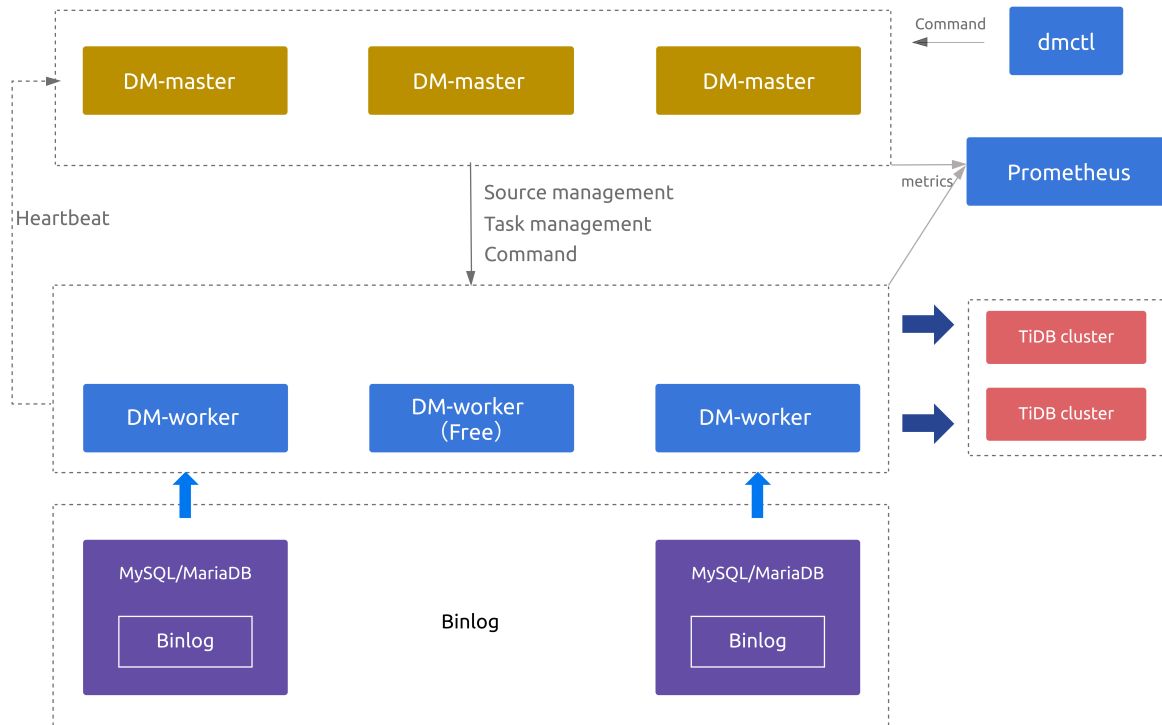 Command
dmctl
DM-master
DM-master
DM-master
Prometheus
metrics
Source management
Task management
Command
Heartbeat
TiDB cluster
TiDB cluster
DM-worker
DM-worker
（Free）
DM-worker
MySQL/MariaDB
Binlog
Binlog
MySQL/MariaDB
Binlog